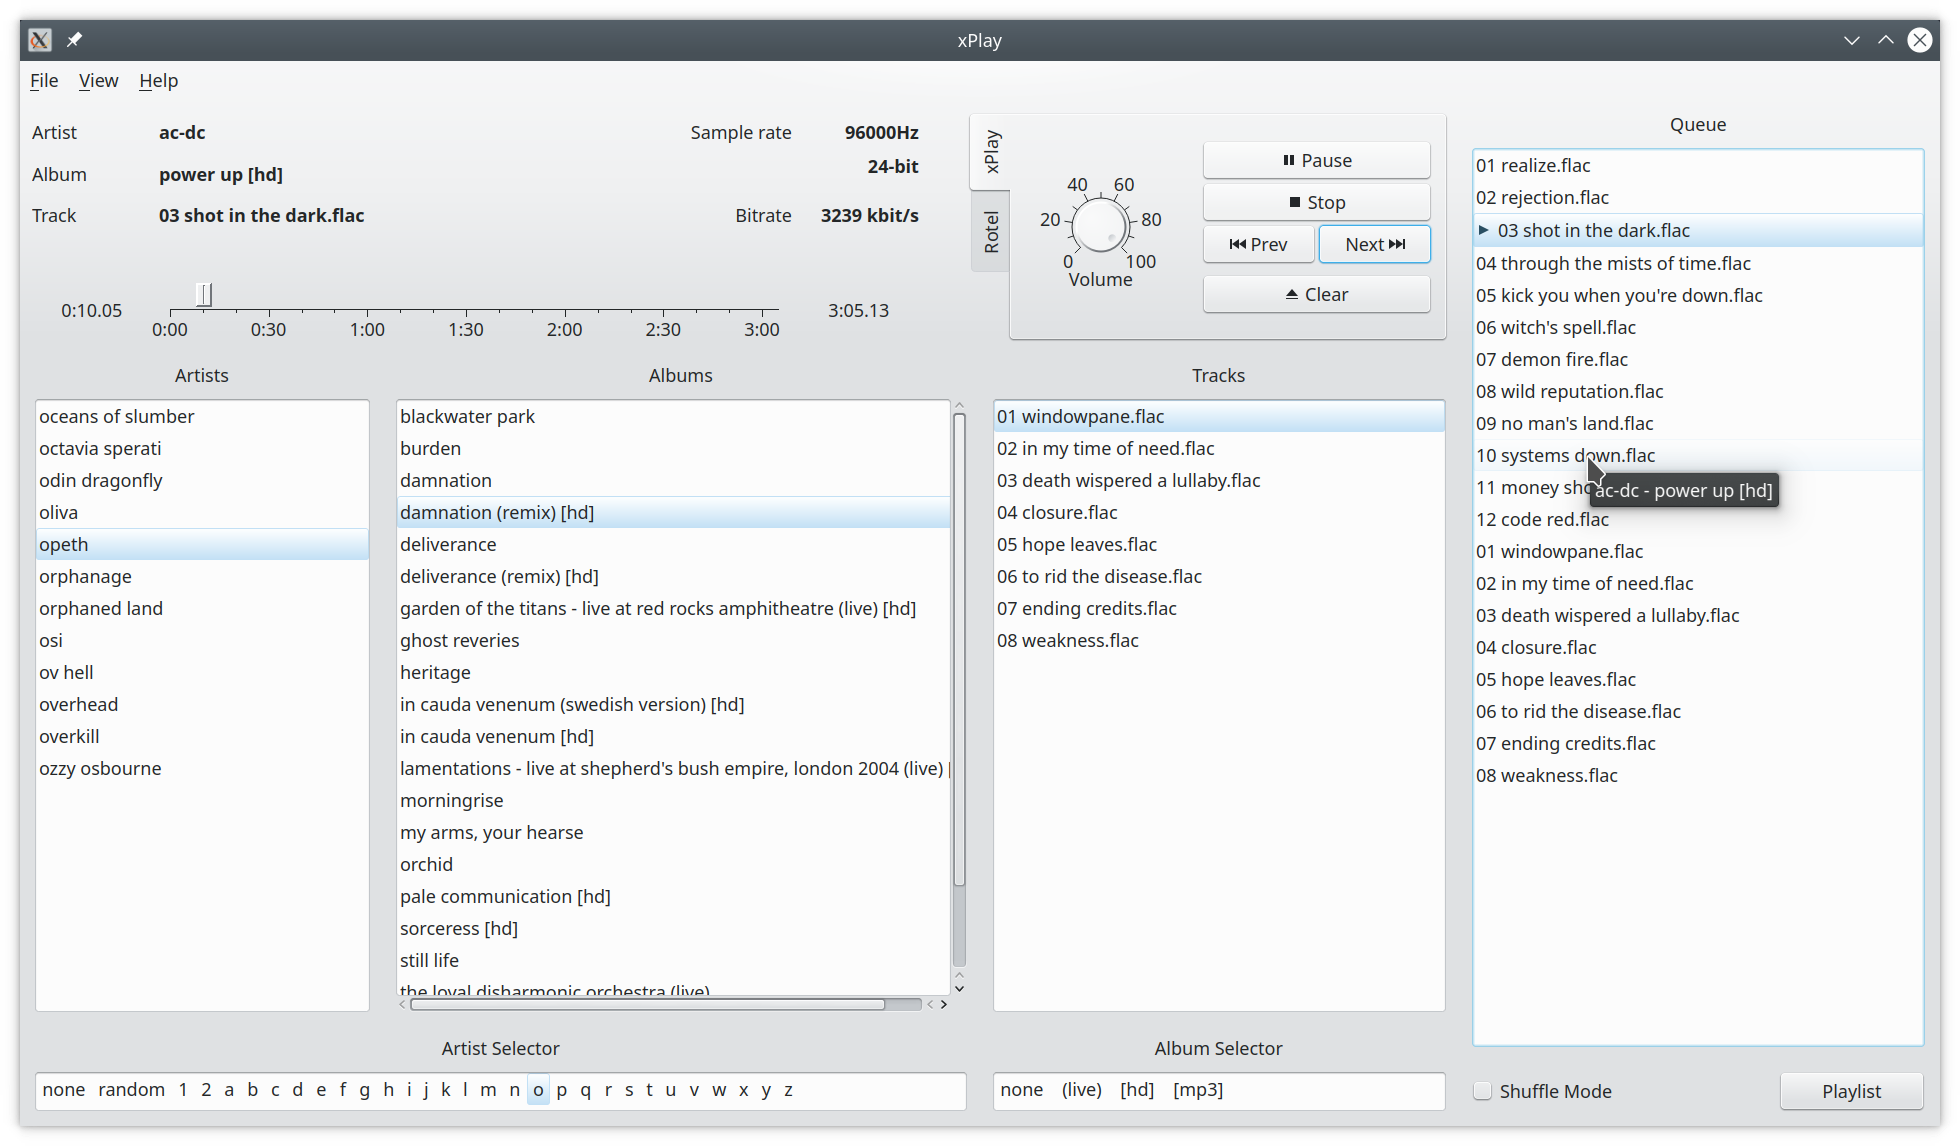 xPlay
File View Help
Artist ac-dc
Album power up [hd]
Track 03 shot in the dark.flac
Sample rate 96000Hz
24-bit
Bitrate 3239 kbit/s
0:10.05
0:00 0:30 1:00 1:30 2:00 2:30 3:00
3:05.13
xPlay
Rotel
0 20 40 60 80 100
Volume
Pause
Stop
Prev Next
Clear
Queue
01 realize.flac
02 rejection.flac
03 shot in the dark.flac
04 through the mists of time.flac
05 kick you when you're down.flac
06 witch's spell.flac
07 demon fire.flac
08 wild reputation.flac
09 no man's land.flac
10 systems down.flac
11 money
ac-dc - power up [hd]
12 code red.flac
01 windowpane.flac
02 in my time of need.flac
03 death wispered a lullaby.flac
04 closure.flac
05 hope leaves.flac
06 to rid the disease.flac
07 ending credits.flac
08 weakness.flac
Artists
oceans of slumber
octavia sperati
odin dragonfly
oliva
opeth
orphanage
orphaned land
osi
ov hell
overhead
overkill
ozzy osbourne
Albums
blackwater park
burden
damnation
damnation (remix) [hd]
deliverance
deliverance (remix) [hd]
garden of the titans - live at red rocks amphitheatre (live) [hd]
ghost reveries
heritage
in cauda venenum (swedish version) [hd]
in cauda venenum [hd]
lamentations - live at shepherd's bush empire, london 2004 (live) [
morningrise
my arms, your hearse
orchid
pale communication [hd]
sorceress [hd]
still life
the loyal disharmonic orchestra (live)
Tracks
01 windowpane.flac
02 in my time of need.flac
03 death wispered a lullaby.flac
04 closure.flac
05 hope leaves.flac
06 to rid the disease.flac
07 ending credits.flac
08 weakness.flac
Artist Selector
none random 1 2 a b c d e f g h i j k l m n o p q r s t u v w x y z
Album Selector
none (live) [hd] [mp3]
Shuffle Mode
Playlist